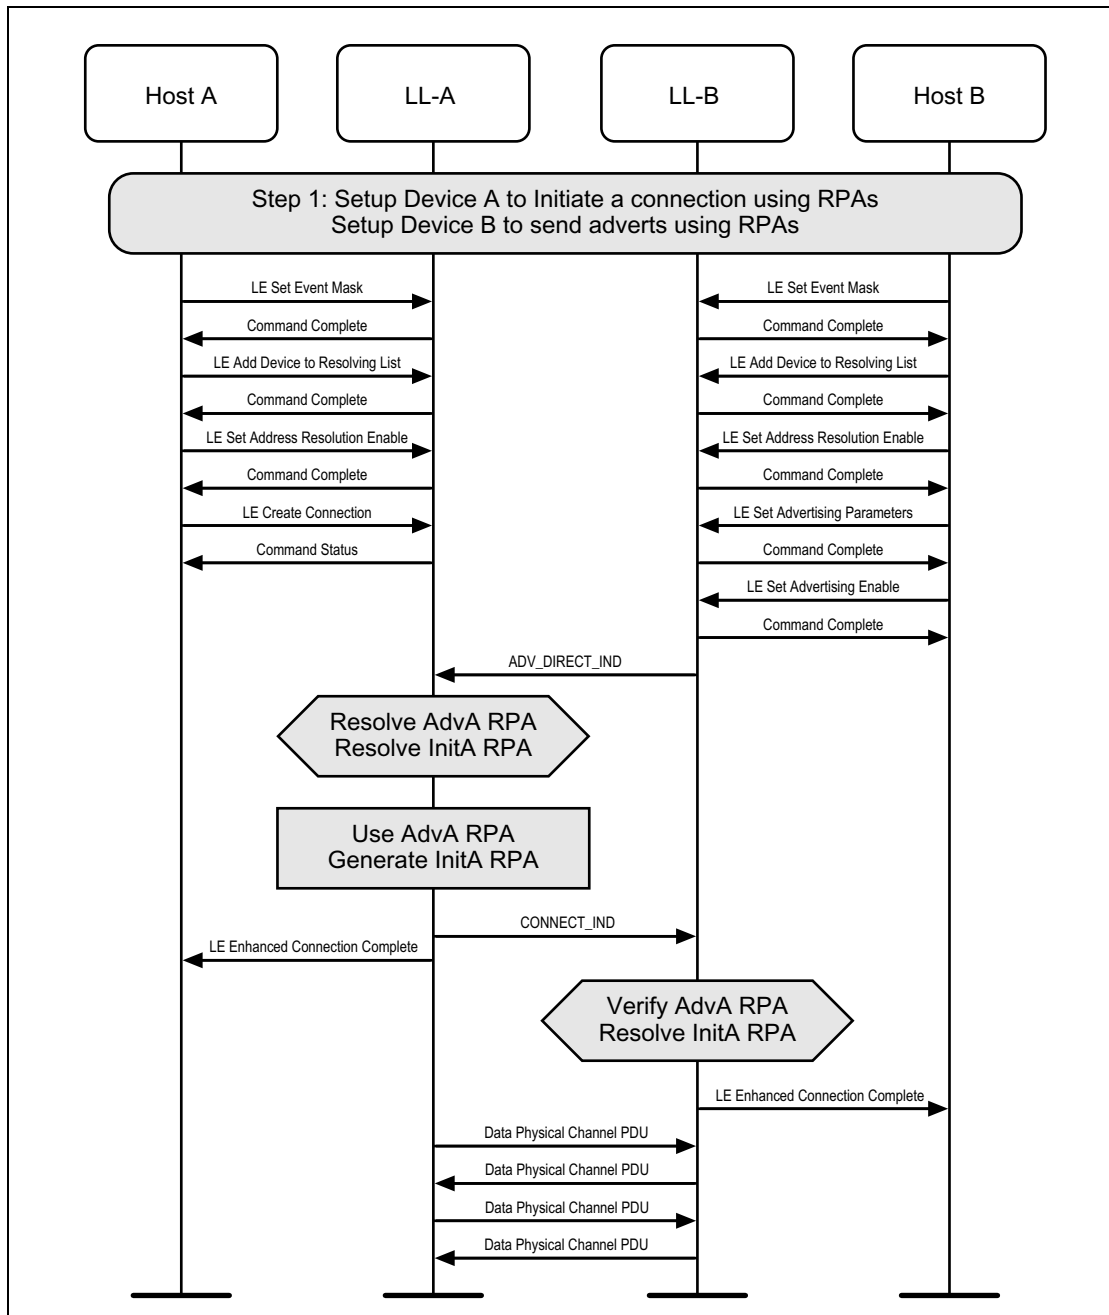 Host A
LL-A
LL-B
Host B
Step 1: Setup Device A to Initiate a connection using RPAs
Setup Device B to send adverts using RPAs
LE Set Event Mask
LE Set Event Mask
Command Complete
Command Complete
LE Add Device to Resolving List
LE Add Device to Resolving List
Command Complete
Command Complete
LE Set Address Resolution Enable
LE Set Address Resolution Enable
Command Complete
Command Complete
LE Create Connection
LE Set Advertising Parameters
Command Status
Command Complete
LE Set Advertising Enable
Command Complete
ADV_DIRECT_IND
Resolve AdvA RPA
Resolve InitA RPA
Use AdvA RPA
Generate InitA RPA
CONNECT_IND
LE Enhanced Connection Complete
Verify AdvA RPA
Resolve InitA RPA
LE Enhanced Connection Complete
Data Physical Channel PDU
Data Physical Channel PDU
Data Physical Channel PDU
Data Physical Channel PDU